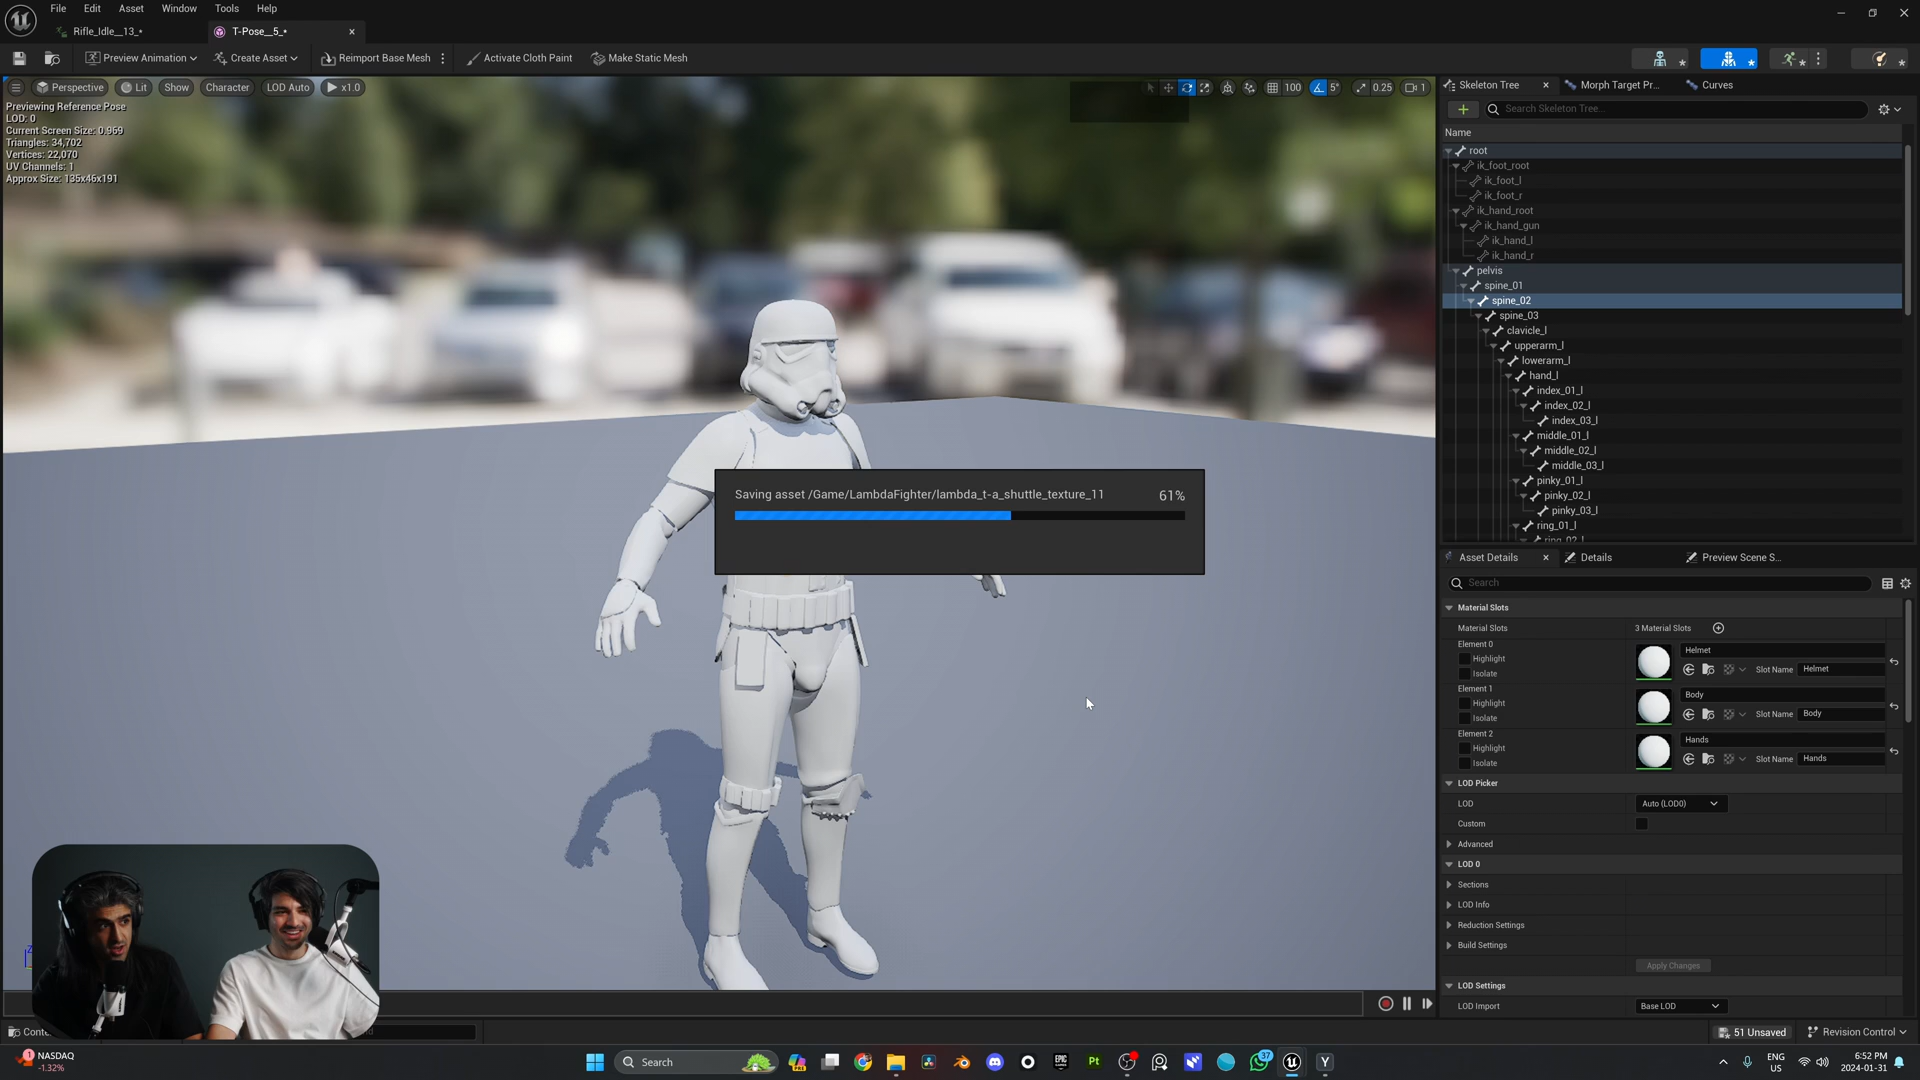 File Edit Asset Window Tools Help
Rifle_Idle__13_* T-Pose__5_*
Preview Animation Create Asset Reimport Base Mesh Activate Cloth Paint Make Static Mesh
Perspective Lit Show Character LOD Auto x1.0 100 5° 0.25 1
Previewing Reference Pose
LOD: 0
Current Screen Size: 0.969
Triangles: 34,702
Vertices: 22,070
UV Channels: 1
Approx Size: 135x46x191
Saving asset /Game/LambdaFighter/lambda_t-a_shuttle_texture_11 61%
Skeleton Tree Morph Target Pr... Curves
Search Skeleton Tree...
Name
root
ik_foot_root
ik_foot_l
ik_foot_r
ik_hand_root
ik_hand_gun
ik_hand_l
ik_hand_r
pelvis
spine_01
spine_02
spine_03
clavicle_l
upperarm_l
lowerarm_l
hand_l
index_01_l
index_02_l
index_03_l
middle_01_l
middle_02_l
middle_03_l
pinky_01_l
pinky_02_l
pinky_03_l
ring_01_l
ring_02_l
Asset Details Details Preview Scene S...
Search
Material Slots
Material Slots 3 Material Slots
Element 0
Highlight
Isolate
Helmet
Slot Name Helmet
Element 1
Highlight
Isolate
Body
Slot Name Body
Element 2
Highlight
Isolate
Hands
Slot Name Hands
LOD Picker
LOD Auto (LOD0)
Custom
Advanced
LOD 0
Sections
LOD Info
Reduction Settings
Build Settings
Apply Changes
LOD Settings
LOD Import Base LOD
51 Unsaved Revision Control
1 NASDAQ
-1.32%
Search
PRE
EPIC GAMES
Pt
37
Y
ENG
US
6:52 PM
2024-01-31